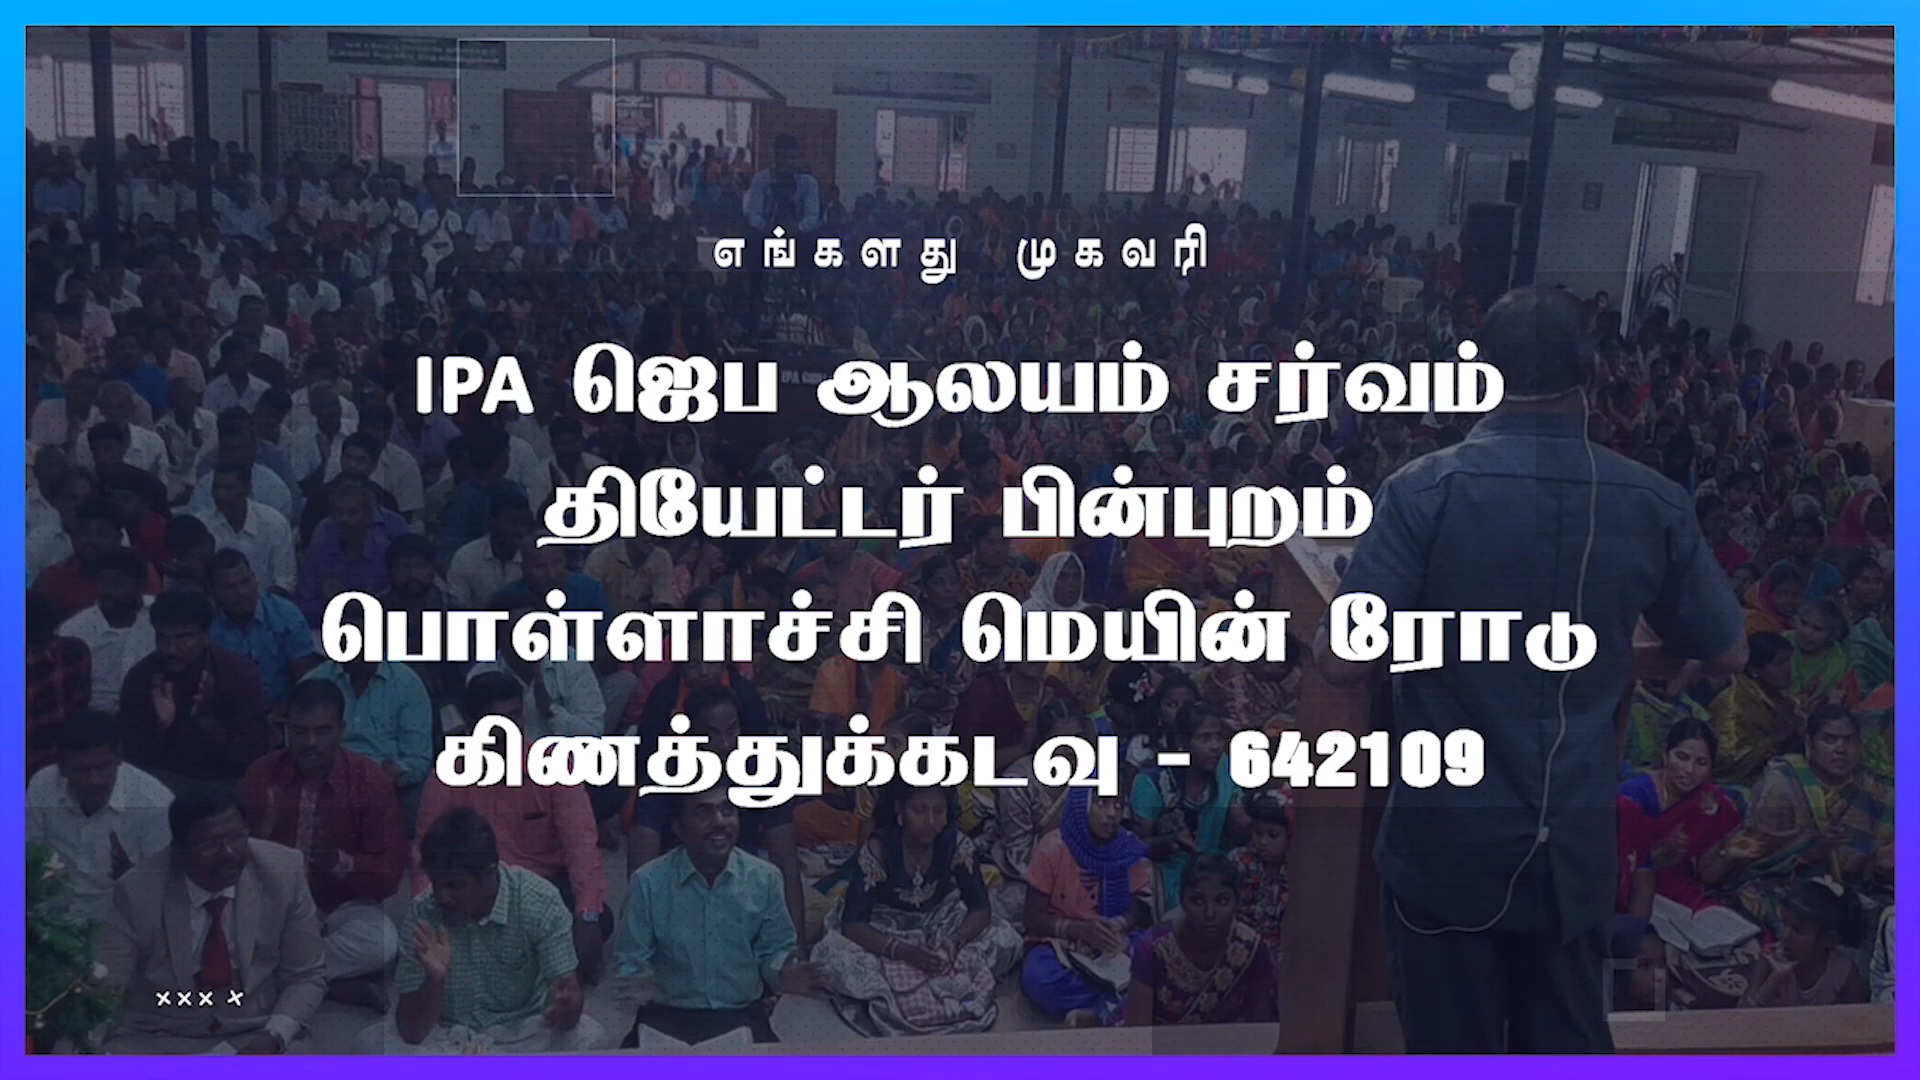 எங்களது முகவரி
IPA ஜெப ஆலயம் சர்வம்
தியேட்டர் பின்புறம்
பொள்ளாச்சி மெயின் ரோடு
கிணத்துக்கடவு - 642109